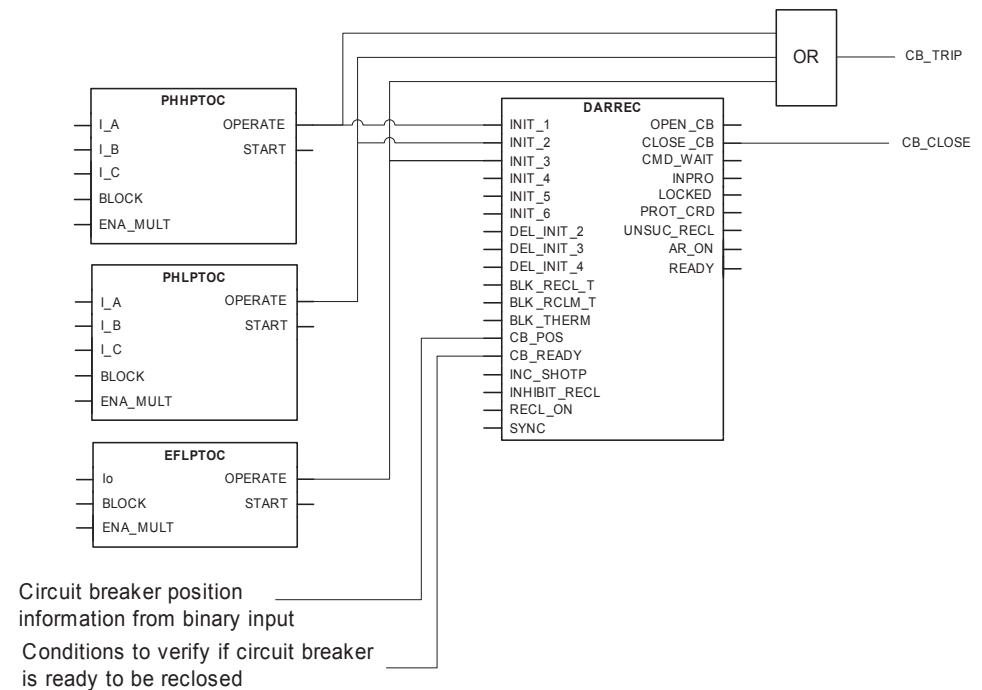 OR
CB_TRIP
PHHPTOC
I_A
I_B
I_C
BLOCK
ENA_MULT
OPERATE
START
DARREC
INIT_1
INIT_2
INIT_3
INIT_4
INIT_5
INIT_6
DEL_INIT_2
DEL_INIT_3
DEL_INIT_4
BLK_RECL_T
BLK_RCLM_T
BLK_THERM
CB_POS
CB_READY
INC_SHOTP
INHIBIT_RECL
RECL_ON
SYNC
OPEN_CB
CLOSE_CB
CMD_WAIT
INPRO
LOCKED
PROT_CRD
UNSUC_RECL
AR_ON
READY
CB_CLOSE
PHLPTOC
I_A
I_B
I_C
BLOCK
ENA_MULT
OPERATE
START
EFLPTOC
Io
BLOCK
ENA_MULT
OPERATE
START
Circuit breaker position
information from binary input
Conditions to verify if circuit breaker
is ready to be reclosed